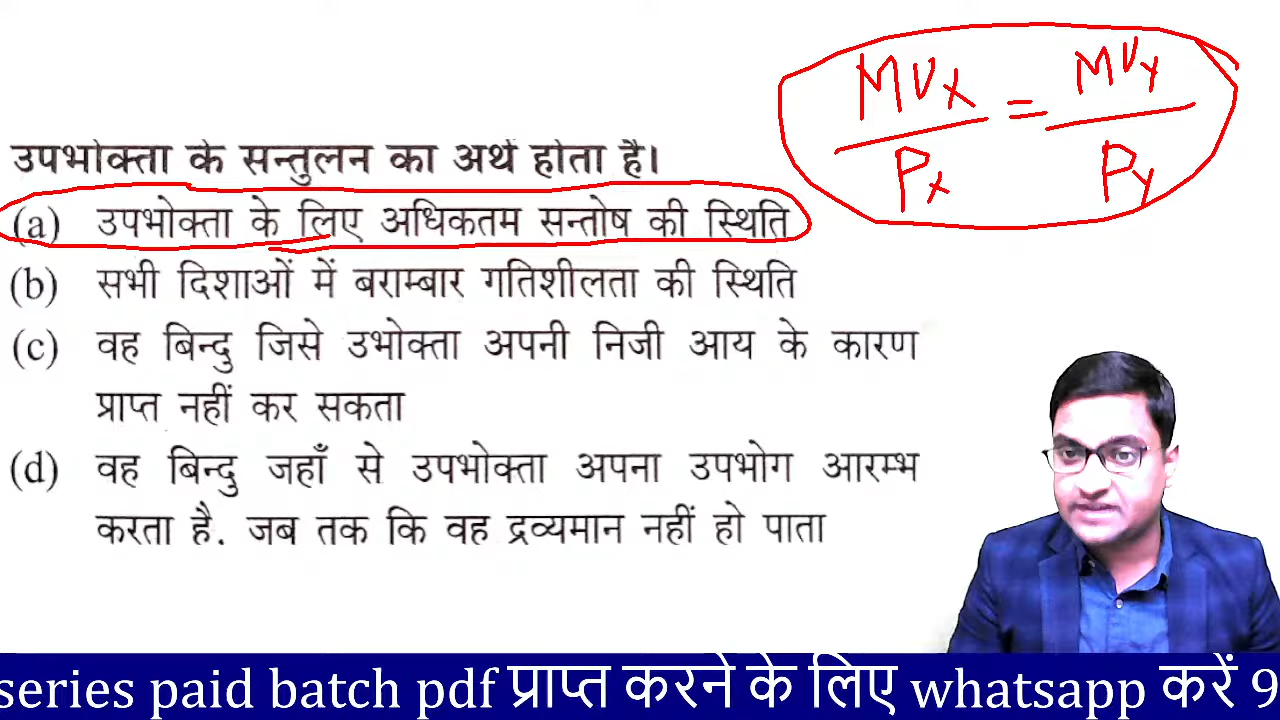 MUx / Px = MUy / Py
उपभोक्ता के सन्तुलन का अर्थ होता है।
(a) उपभोक्ता के लिए अधिकतम सन्तोष की स्थिति
(b) सभी दिशाओं में बराम्बार गतिशीलता की स्थिति
(c) वह बिन्दु जिसे उभोक्ता अपनी निजी आय के कारण
प्राप्त नहीं कर सकता
(d) वह बिन्दु जहाँ से उपभोक्ता अपना उपभोग आरम्भ
करता है. जब तक कि वह द्रव्यमान नहीं हो पाता
series paid batch pdf प्राप्त करने के लिए whatsapp करें 9